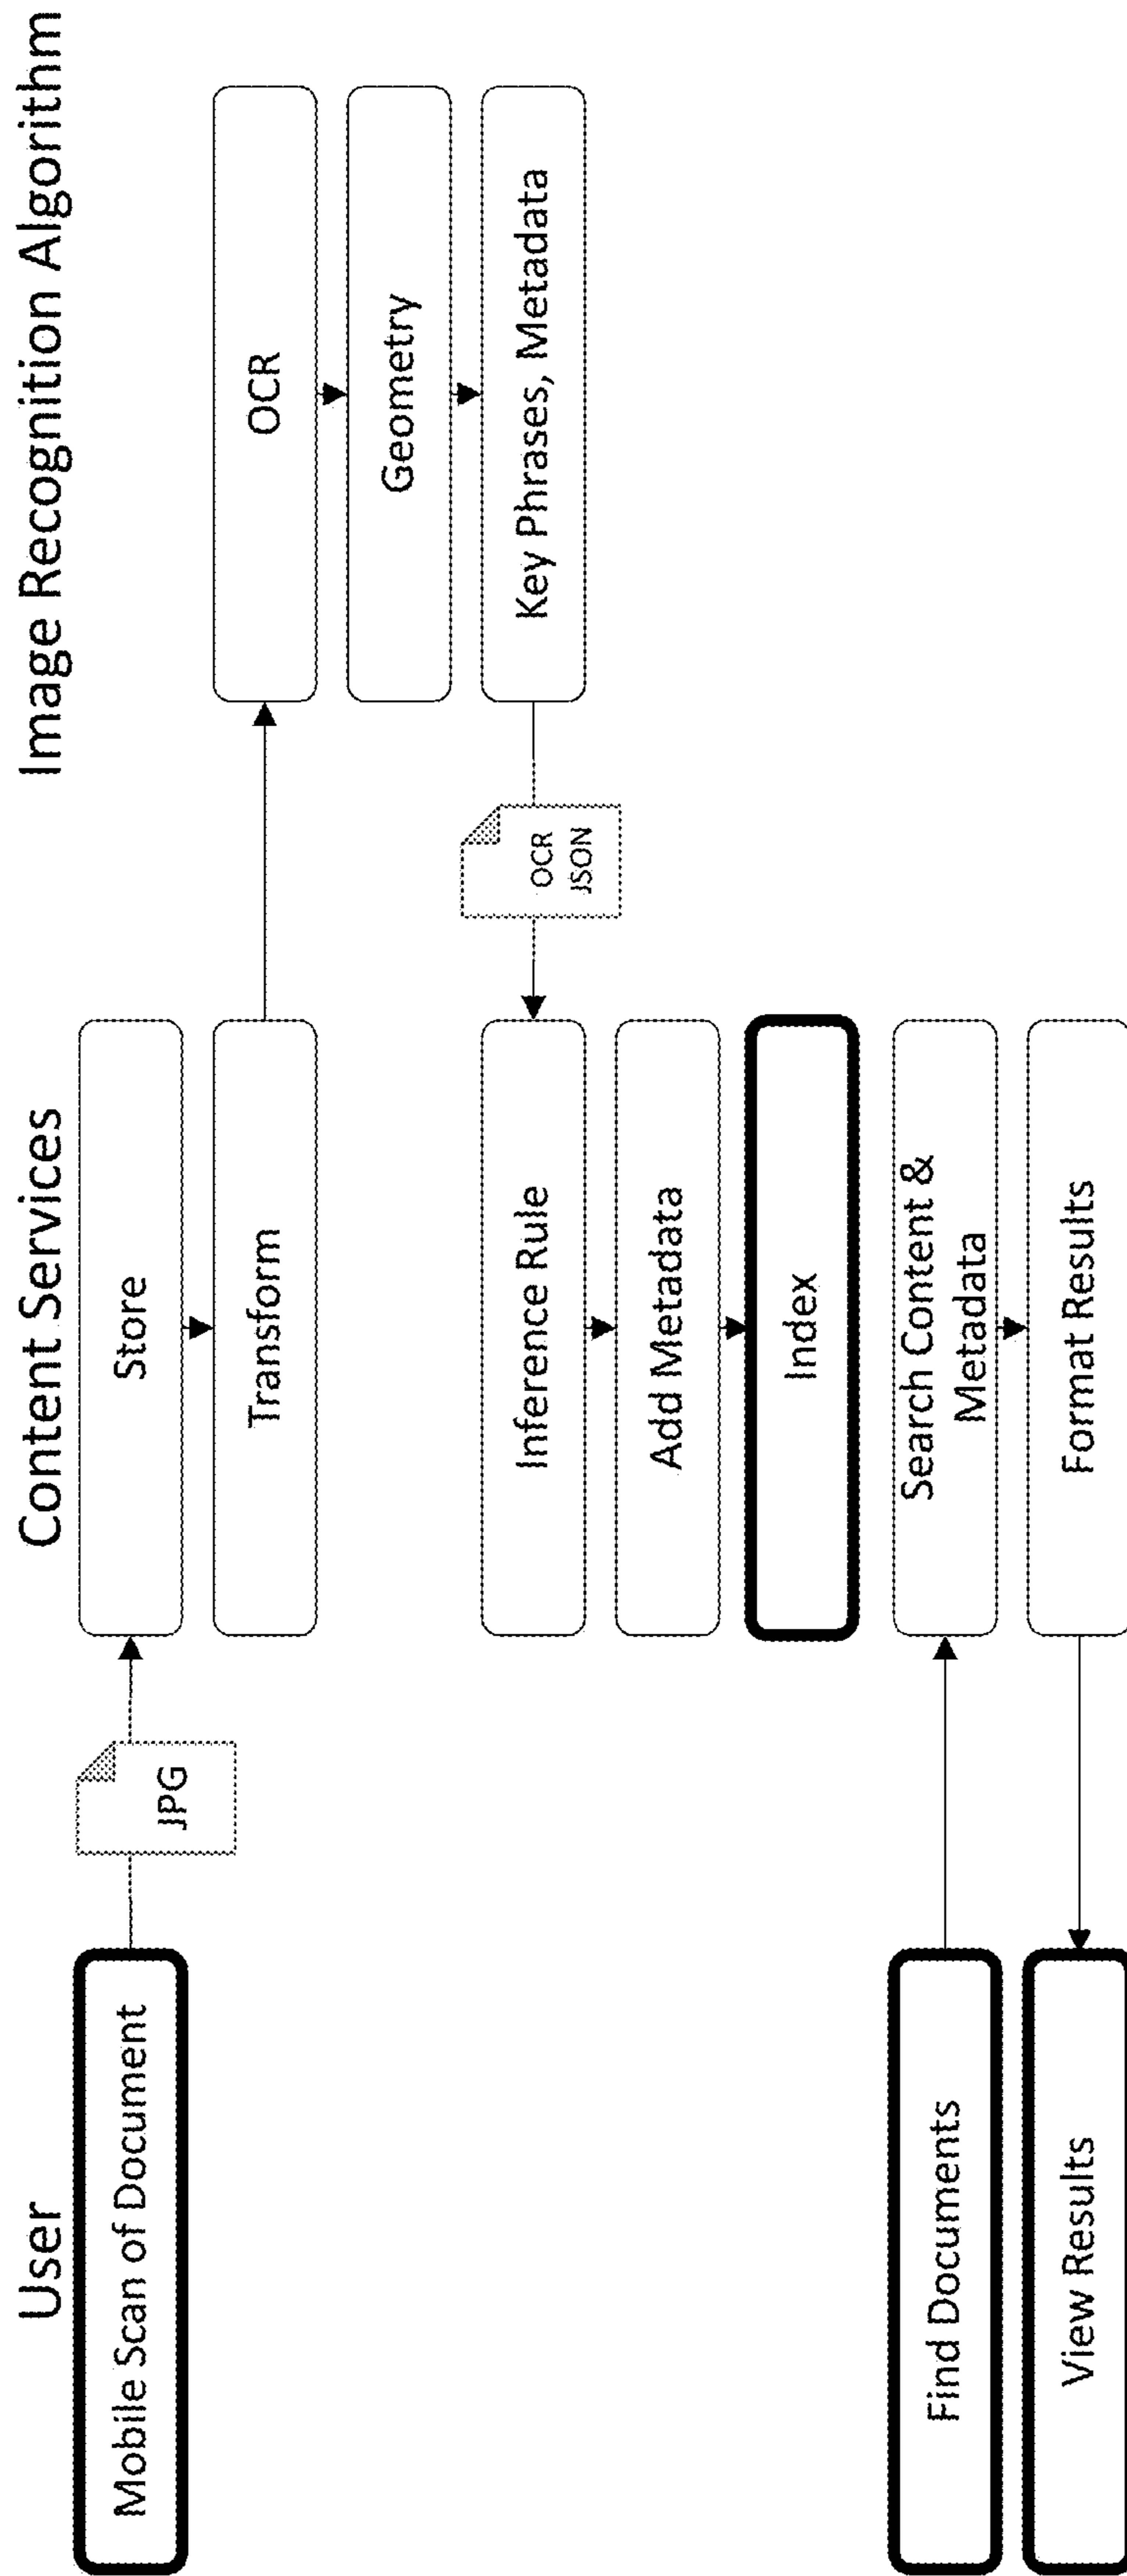 User
Content Services
Image Recognition Algorithm
Mobile Scan of Document
JPG
Store
Transform
OCR
Geometry
Key Phrases, Metadata
OCR
JSON
Inference Rule
Add Metadata
Index
Find Documents
Search Content &
Metadata
Format Results
View Results